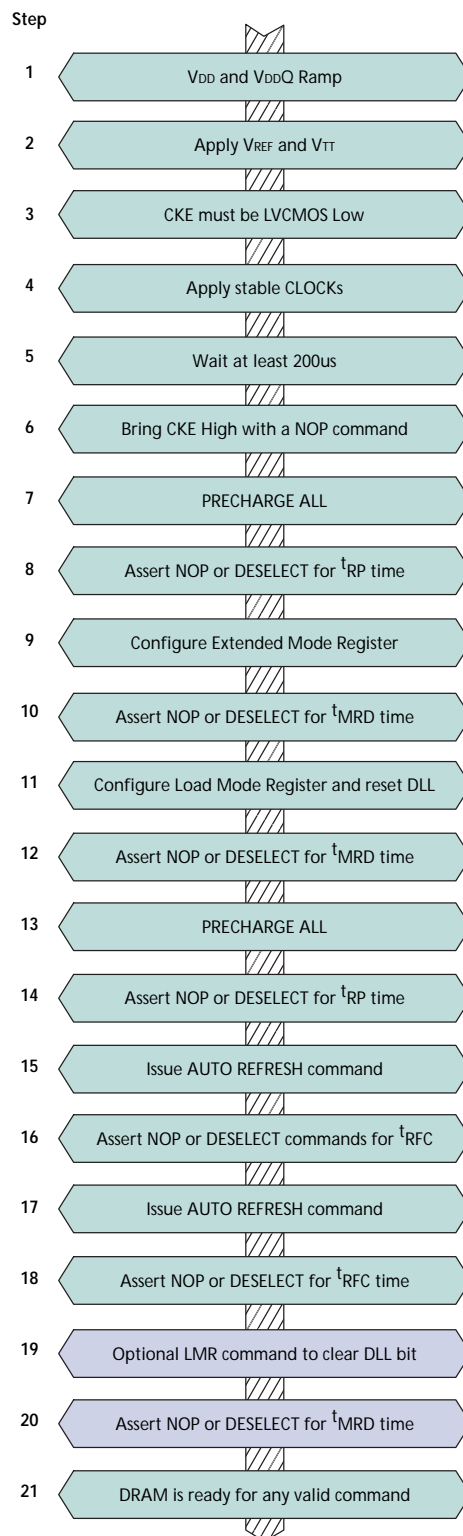 Step
1 VDD and VDDQ Ramp
2 Apply VREF and VTT
3 CKE must be LVCMOS Low
4 Apply stable CLOCKs
5 Wait at least 200us
6 Bring CKE High with a NOP command
7 PRECHARGE ALL
8 Assert NOP or DESELECT for tRP time
9 Configure Extended Mode Register
10 Assert NOP or DESELECT for tMRD time
11 Configure Load Mode Register and reset DLL
12 Assert NOP or DESELECT for tMRD time
13 PRECHARGE ALL
14 Assert NOP or DESELECT for tRP time
15 Issue AUTO REFRESH command
16 Assert NOP or DESELECT commands for tRFC
17 Issue AUTO REFRESH command
18 Assert NOP or DESELECT for tRFC time
19 Optional LMR command to clear DLL bit
20 Assert NOP or DESELECT for tMRD time
21 DRAM is ready for any valid command